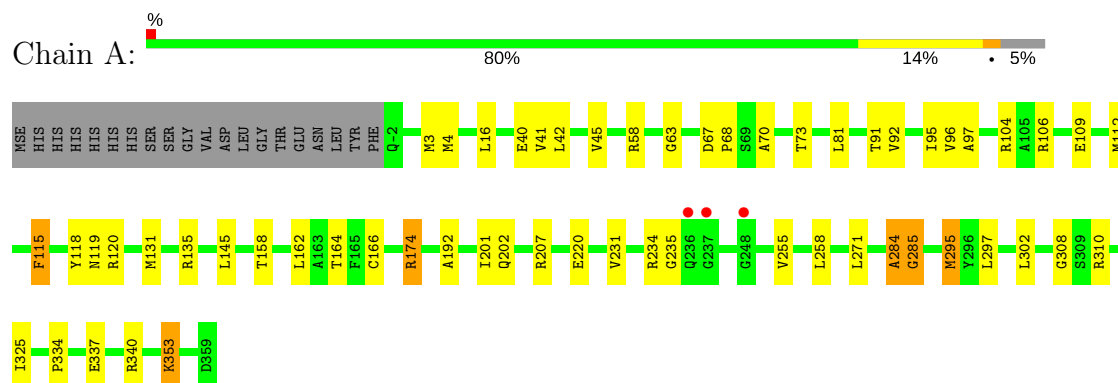 %
Chain A:
80% 14% • 5%
MSE HIS HIS HIS HIS HIS HIS SER SER GLY VAL ASP LEU GLY THR GLU ASN LEU TYR PHE Q-2 M3 M4 L16 E40 V41 L42 V45 R58 G63 D67 P68 S69 A70 T73 L81 T91 V92 I95 V96 A97 R104 A105 R106 E109 M112
F115 Y118 N119 R120 M131 R135 L145 T158 L162 A163 T164 F165 C166 R174 A192 I201 Q202 R207 E220 V231 R234 G235 Q236 G237 G248 V255 L258 L271 A284 G285 M295 Y296 L297 L302 G308 S309 R310
I325 P334 E337 R340 K353 D359